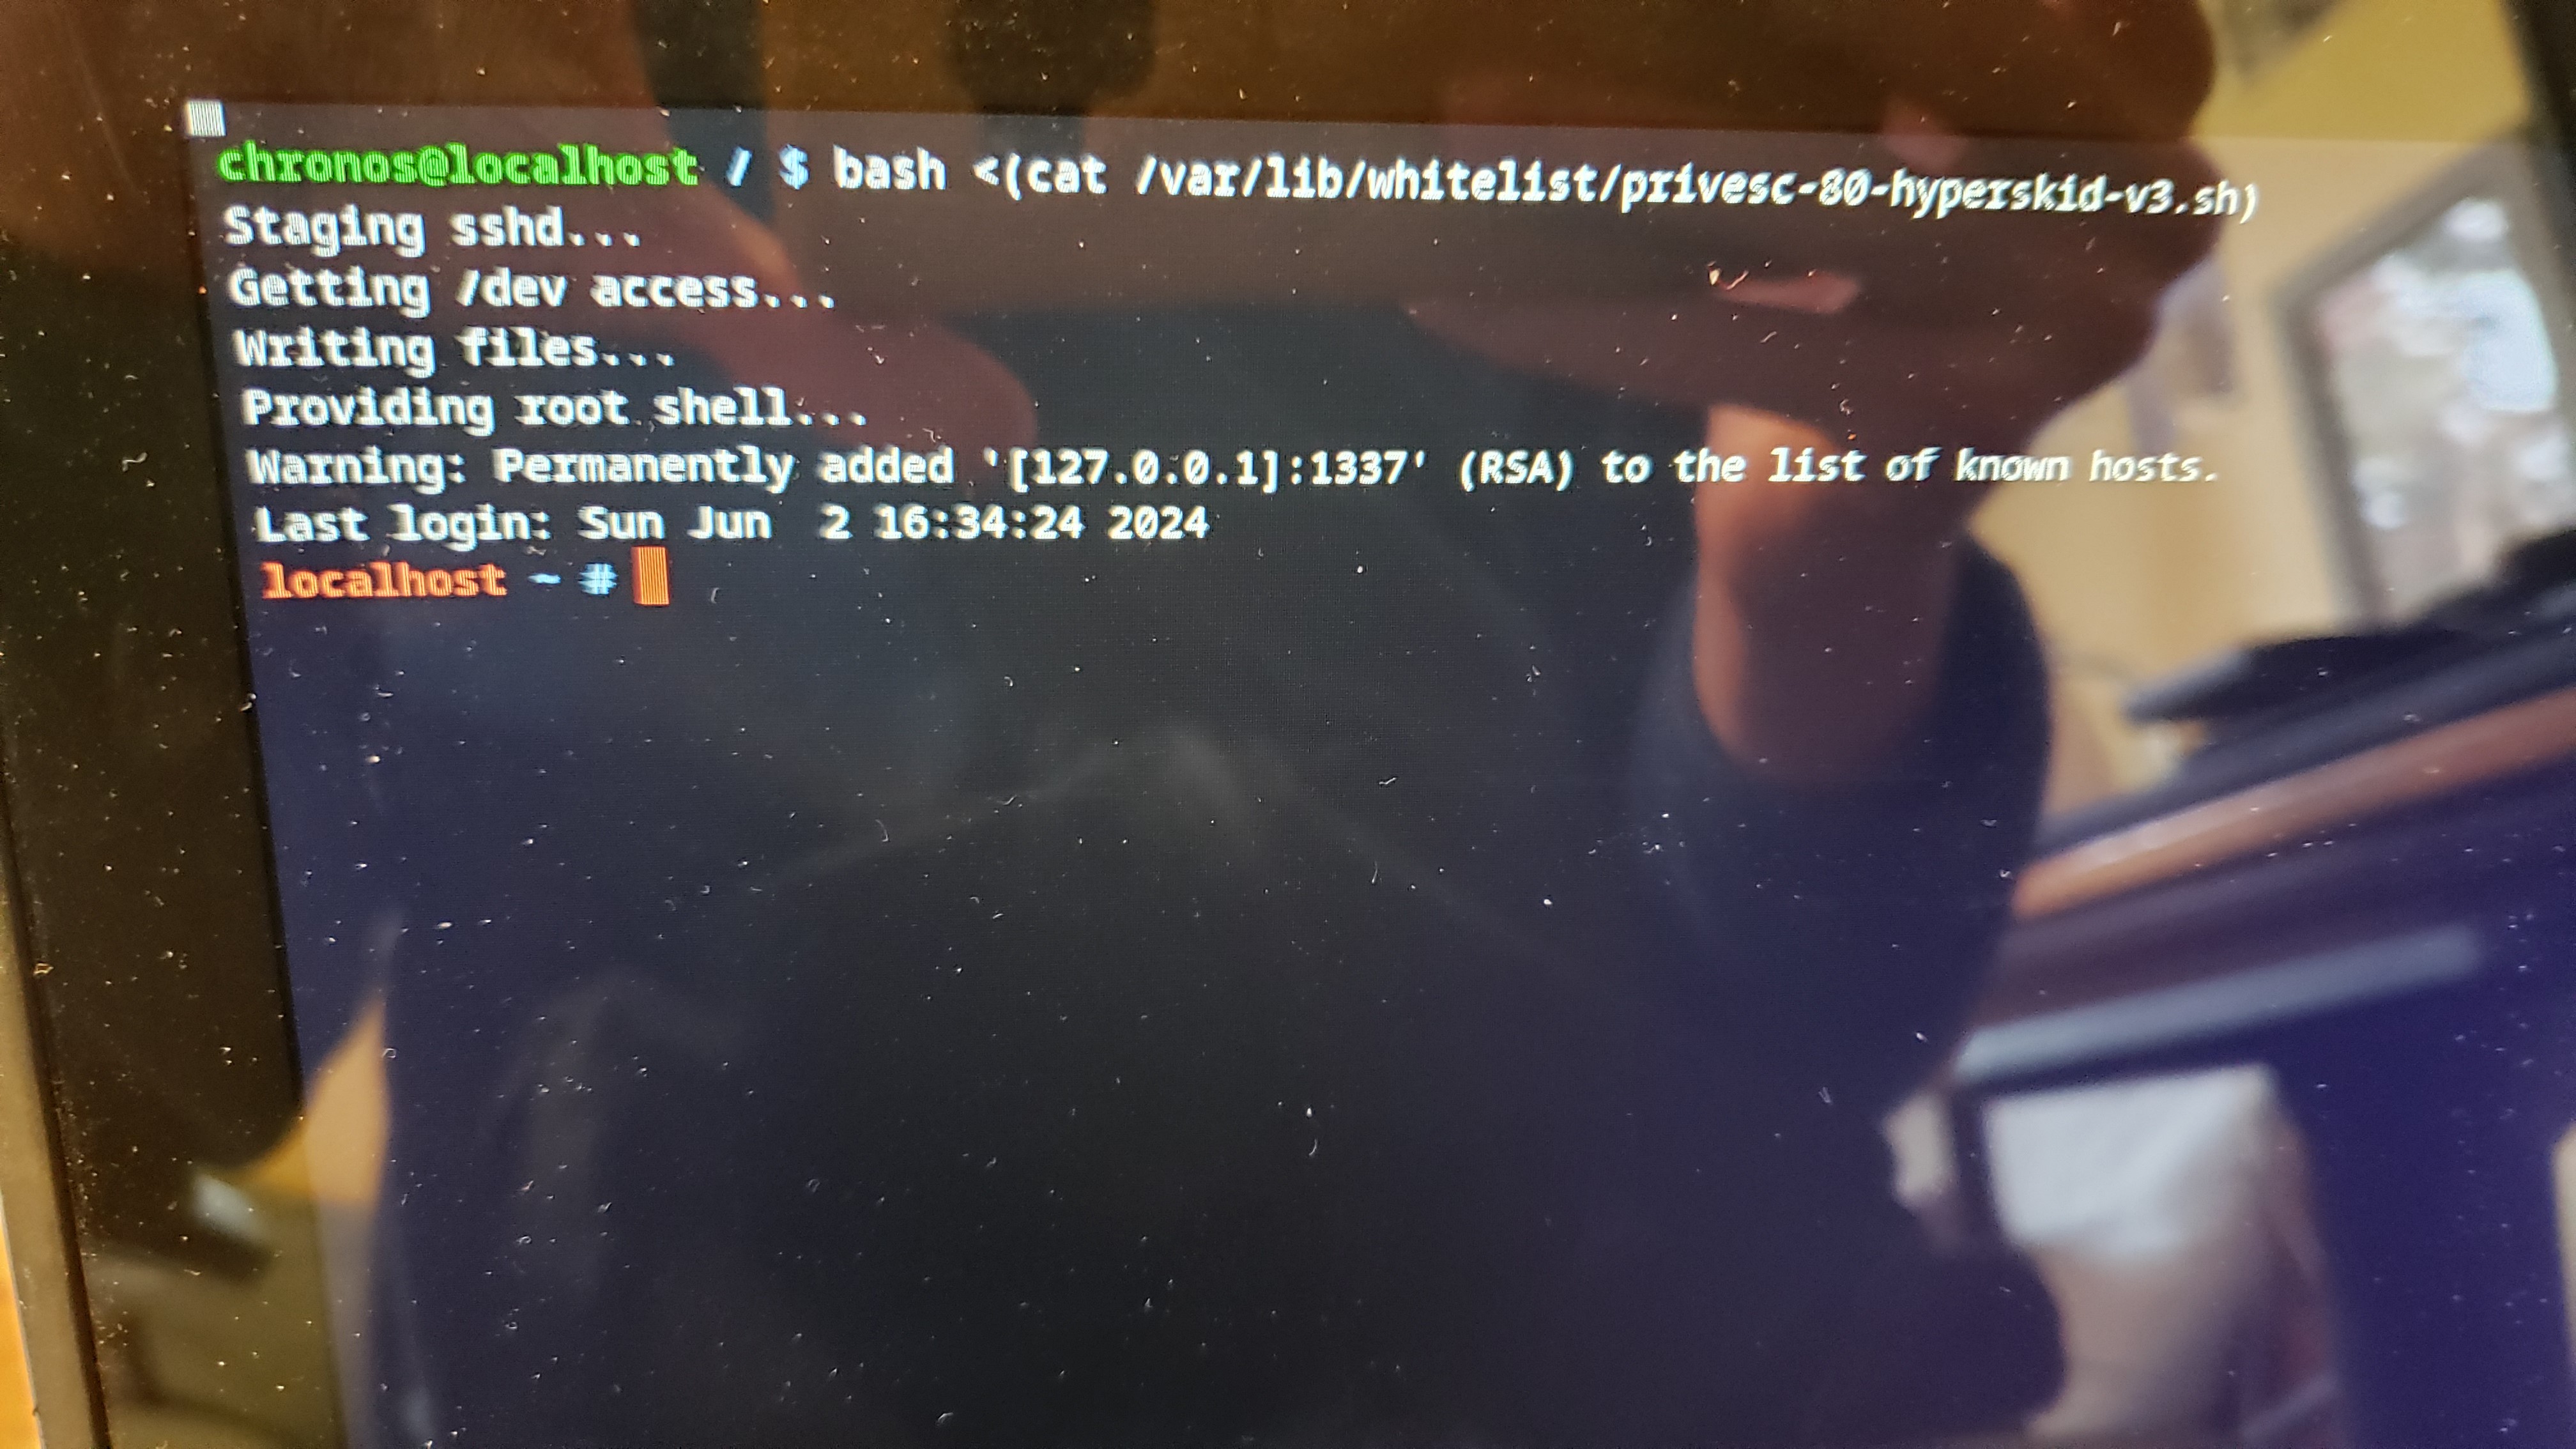 chronos@localhost / $ bash <(cat /var/lib/whitelist/privesc-80-hyperskid-v3.sh)
Staging sshd...
Getting /dev access...
Writing files...
Providing root shell...
Warning: Permanently added '[127.0.0.1]:1337' (RSA) to the list of known hosts.
Last login: Sun Jun  2 16:34:24 2024
localhost ~ #